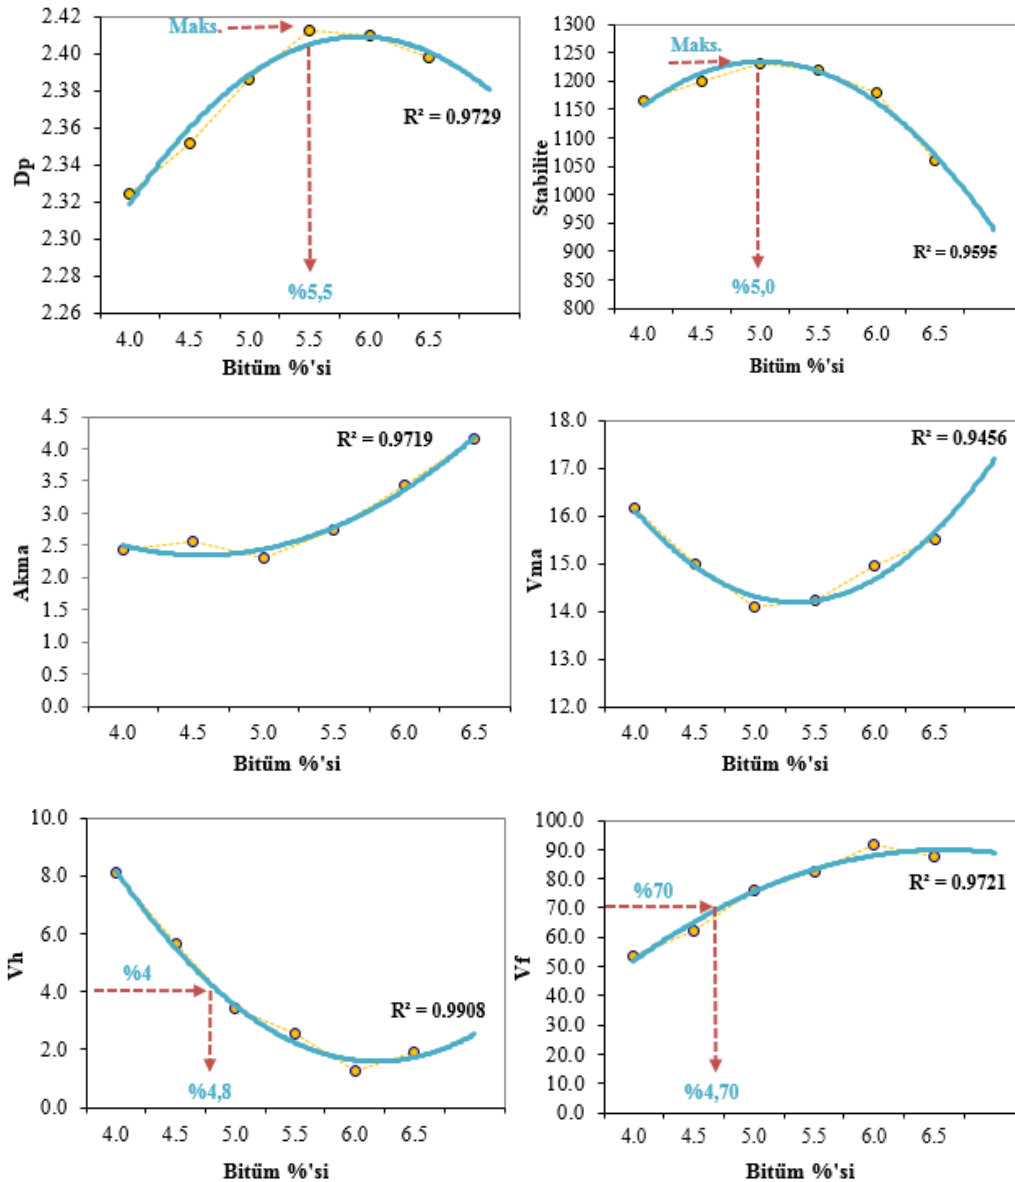 2.42
2.40
2.38
2.36
2.34
2.32
2.30
2.28
2.26
Dp
Maks.
R² = 0.9729
%5,5
4.0 4.5 5.0 5.5 6.0 6.5
Bitüm %'si
1300
1250
1200
1150
1100
1050
1000
950
900
850
800
Stabilite
Maks.
R² = 0.9595
%5,0
4.0 4.5 5.0 5.5 6.0 6.5
Bitüm %'si
4.5
4.0
3.5
3.0
2.5
2.0
1.5
1.0
0.5
0.0
Akma
R² = 0.9719
4.0 4.5 5.0 5.5 6.0 6.5
Bitüm %'si
18.0
17.0
16.0
15.0
14.0
13.0
12.0
Vma
R² = 0.9456
4.0 4.5 5.0 5.5 6.0 6.5
Bitüm %'si
10.0
8.0
6.0
4.0
2.0
0.0
Vh
%4
R² = 0.9908
%4,8
4.0 4.5 5.0 5.5 6.0 6.5
Bitüm %'si
100.0
90.0
80.0
70.0
60.0
50.0
40.0
30.0
20.0
10.0
0.0
Vf
%70
R² = 0.9721
%4,70
4.0 4.5 5.0 5.5 6.0 6.5
Bitüm %'si